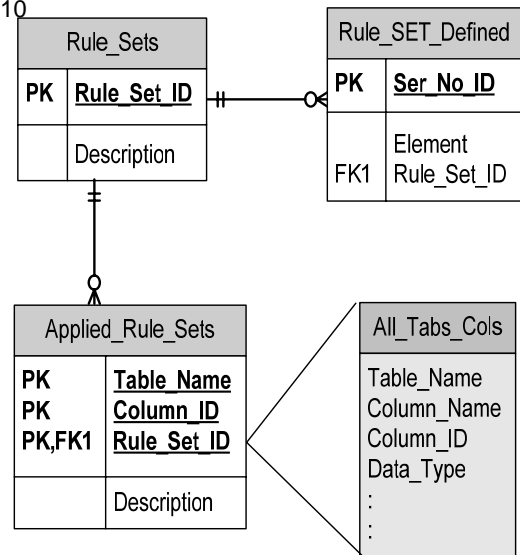 10
Rule_Sets
PK Rule_Set_ID
Description
Rule_SET_Defined
PK Ser_No_ID
Element
FK1 Rule_Set_ID
Applied_Rule_Sets
PK Table_Name
PK Column_ID
PK,FK1 Rule_Set_ID
Description
All_Tabs_Cols
Table_Name
Column_Name
Column_ID
Data_Type
:
: